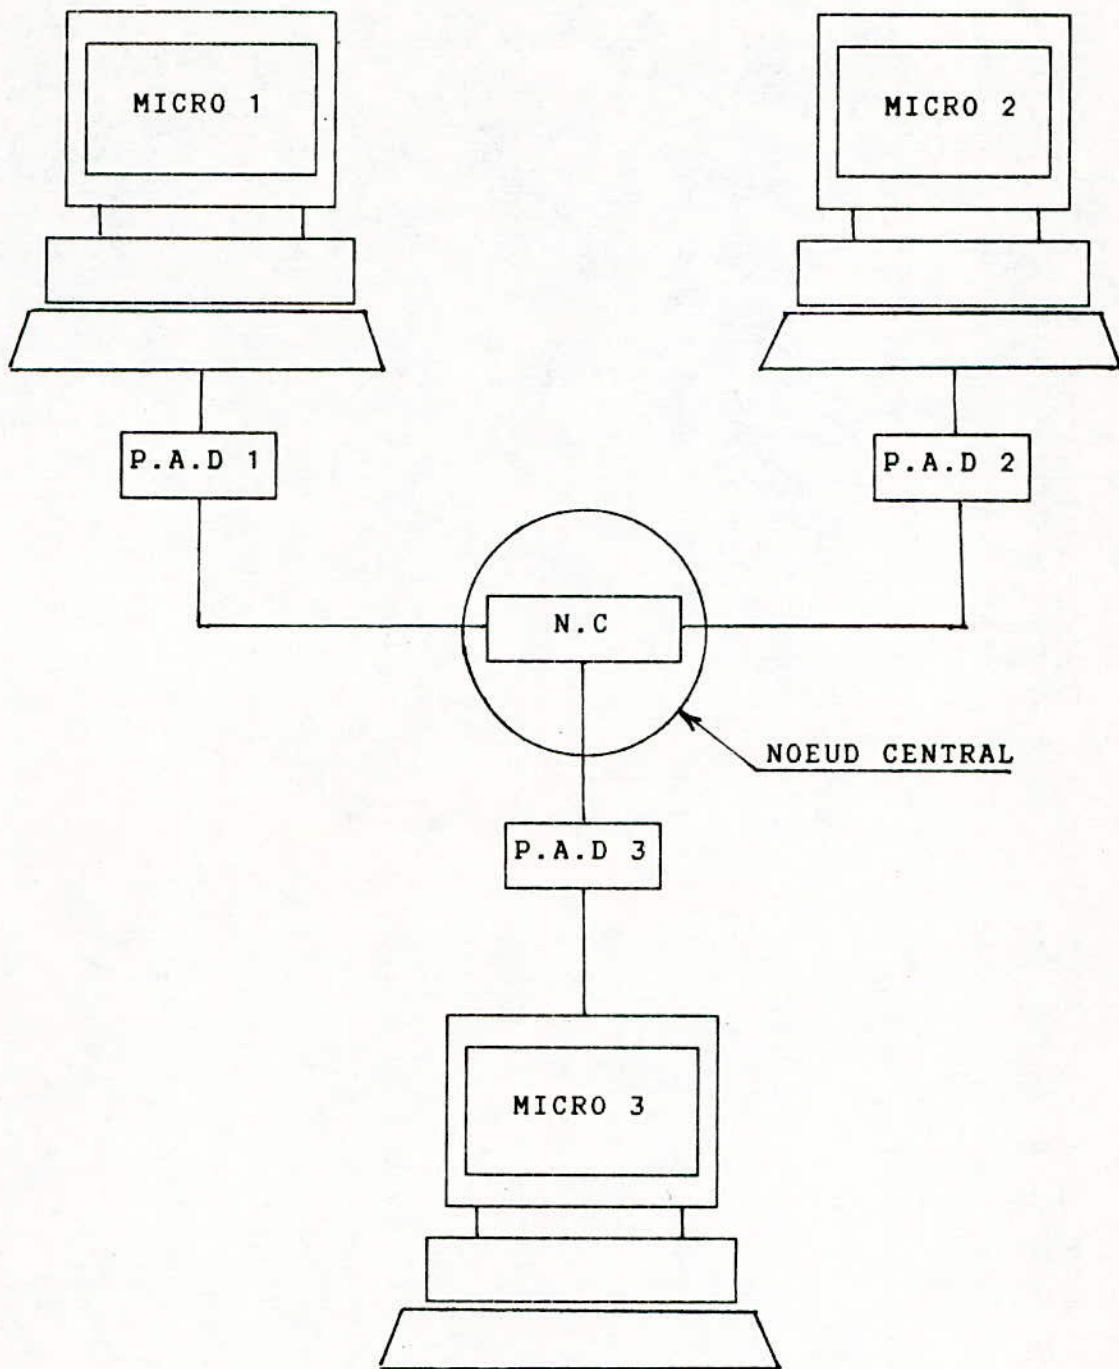 MICRO 1
MICRO 2
P.A.D 1
P.A.D 2
N.C
NOEUD CENTRAL
P.A.D 3
MICRO 3